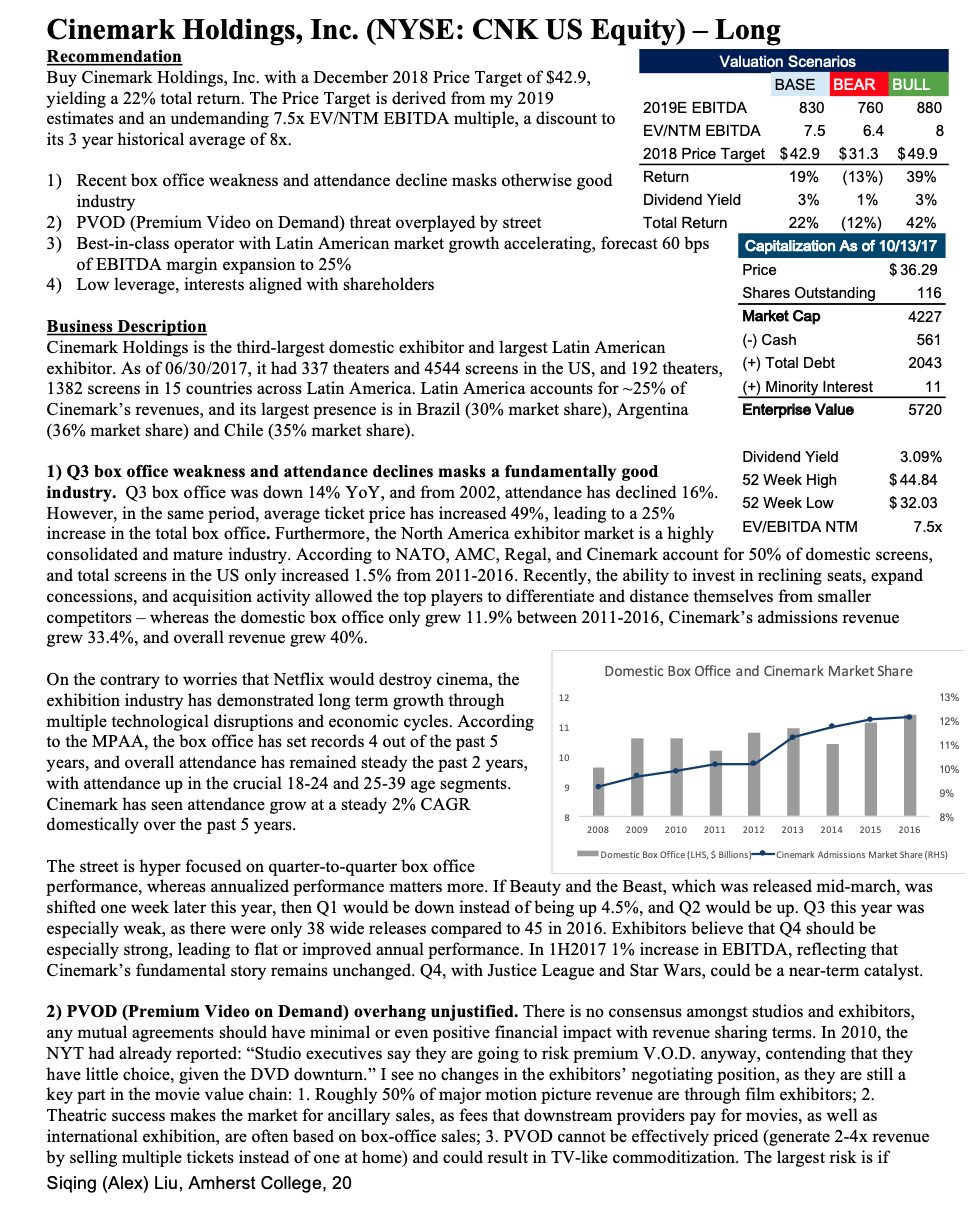 Cinemark Holdings, Inc. (NYSE: CNK US Equity) – Long
Recommendation
Buy Cinemark Holdings, Inc. with a December 2018 Price Target of $42.9,
yielding a 22% total return. The Price Target is derived from my 2019
estimates and an undemanding 7.5x EV/NTM EBITDA multiple, a discount to
its 3 year historical average of 8x.
1) Recent box office weakness and attendance decline masks otherwise good
industry
2) PVOD (Premium Video on Demand) threat overplayed by street
3) Best-in-class operator with Latin American market growth accelerating, forecast 60 bps
of EBITDA margin expansion to 25%
4) Low leverage, interests aligned with shareholders
Valuation Scenarios
BASE BEAR BULL
2019E EBITDA 830 760 880
EV/NTM EBITDA 7.5 6.4 8
2018 Price Target $42.9 $31.3 $49.9
Return 19% (13%) 39%
Dividend Yield 3% 1% 3%
Total Return 22% (12%) 42%
Capitalization As of 10/13/17
Price $36.29
Shares Outstanding 116
Market Cap 4227
(-) Cash 561
(+) Total Debt 2043
(+) Minority Interest 11
Enterprise Value 5720
Dividend Yield 3.09%
52 Week High $44.84
52 Week Low $32.03
EV/EBITDA NTM 7.5x
Business Description
Cinemark Holdings is the third-largest domestic exhibitor and largest Latin American
exhibitor. As of 06/30/2017, it had 337 theaters and 4544 screens in the US, and 192 theaters,
1382 screens in 15 countries across Latin America. Latin America accounts for ~25% of
Cinemark's revenues, and its largest presence is in Brazil (30% market share), Argentina
(36% market share) and Chile (35% market share).
1) Q3 box office weakness and attendance declines masks a fundamentally good
industry. Q3 box office was down 14% YoY, and from 2002, attendance has declined 16%.
However, in the same period, average ticket price has increased 49%, leading to a 25%
increase in the total box office. Furthermore, the North America exhibitor market is a highly
consolidated and mature industry. According to NATO, AMC, Regal, and Cinemark account for 50% of domestic screens,
and total screens in the US only increased 1.5% from 2011-2016. Recently, the ability to invest in reclining seats, expand
concessions, and acquisition activity allowed the top players to differentiate and distance themselves from smaller
competitors – whereas the domestic box office only grew 11.9% between 2011-2016, Cinemark's admissions revenue
grew 33.4%, and overall revenue grew 40%.
On the contrary to worries that Netflix would destroy cinema, the
exhibition industry has demonstrated long term growth through
multiple technological disruptions and economic cycles. According
to the MPAA, the box office has set records 4 out of the past 5
years, and overall attendance has remained steady the past 2 years,
with attendance up in the crucial 18-24 and 25-39 age segments.
Cinemark has seen attendance grow at a steady 2% CAGR
domestically over the past 5 years.
Domestic Box Office and Cinemark Market Share
12 13%
11 12%
11%
10 10%
9 9%
8 8%
2008 2009 2010 2011 2012 2013 2014 2015 2016
Domestic Box Office (LHS, $ Billions) Cinemark Admissions Market Share (RHS)
The street is hyper focused on quarter-to-quarter box office
performance, whereas annualized performance matters more. If Beauty and the Beast, which was released mid-march, was
shifted one week later this year, then Q1 would be down instead of being up 4.5%, and Q2 would be up. Q3 this year was
especially weak, as there were only 38 wide releases compared to 45 in 2016. Exhibitors believe that Q4 should be
especially strong, leading to flat or improved annual performance. In 1H2017 1% increase in EBITDA, reflecting that
Cinemark's fundamental story remains unchanged. Q4, with Justice League and Star Wars, could be a near-term catalyst.
2) PVOD (Premium Video on Demand) overhang unjustified. There is no consensus amongst studios and exhibitors,
any mutual agreements should have minimal or even positive financial impact with revenue sharing terms. In 2010, the
NYT had already reported: “Studio executives say they are going to risk premium V.O.D. anyway, contending that they
have little choice, given the DVD downturn.” I see no changes in the exhibitors' negotiating position, as they are still a
key part in the movie value chain: 1. Roughly 50% of major motion picture revenue are through film exhibitors; 2.
Theatric success makes the market for ancillary sales, as fees that downstream providers pay for movies, as well as
international exhibition, are often based on box-office sales; 3. PVOD cannot be effectively priced (generate 2-4x revenue
by selling multiple tickets instead of one at home) and could result in TV-like commoditization. The largest risk is if
Siqing (Alex) Liu, Amherst College, 20